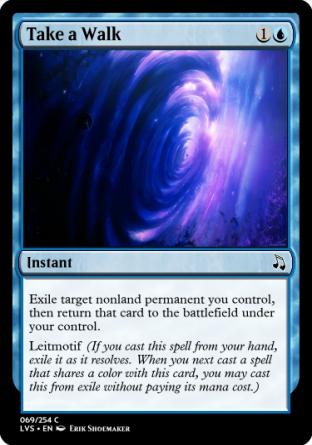 Take a Walk 1
Instant
Exile target nonland permanent you control,
then return that card to the battlefield under
your control.
Leitmotif (If you cast this spell from your hand,
exile it as it resolves. When you next cast a spell
that shares a color with this card, you may cast
this from exile without paying its mana cost.)
069/254 C
LVS • EN Erik Shoemaker